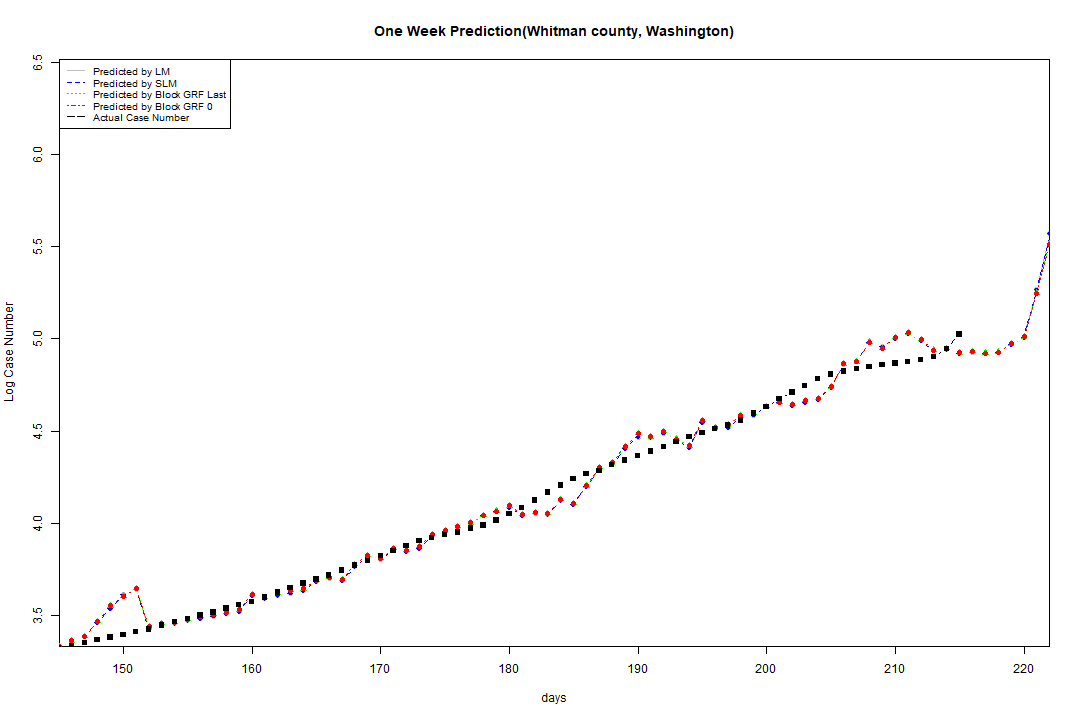 One Week Prediction(Whitman county, Washington)
Predicted by LM
Predicted by SLM
Predicted by Block GRF Last
Predicted by Block GRF 0
Actual Case Number
6.5
6.0
5.5
5.0
4.5
4.0
3.5
Log Case Number
150 160 170 180 190 200 210 220
days